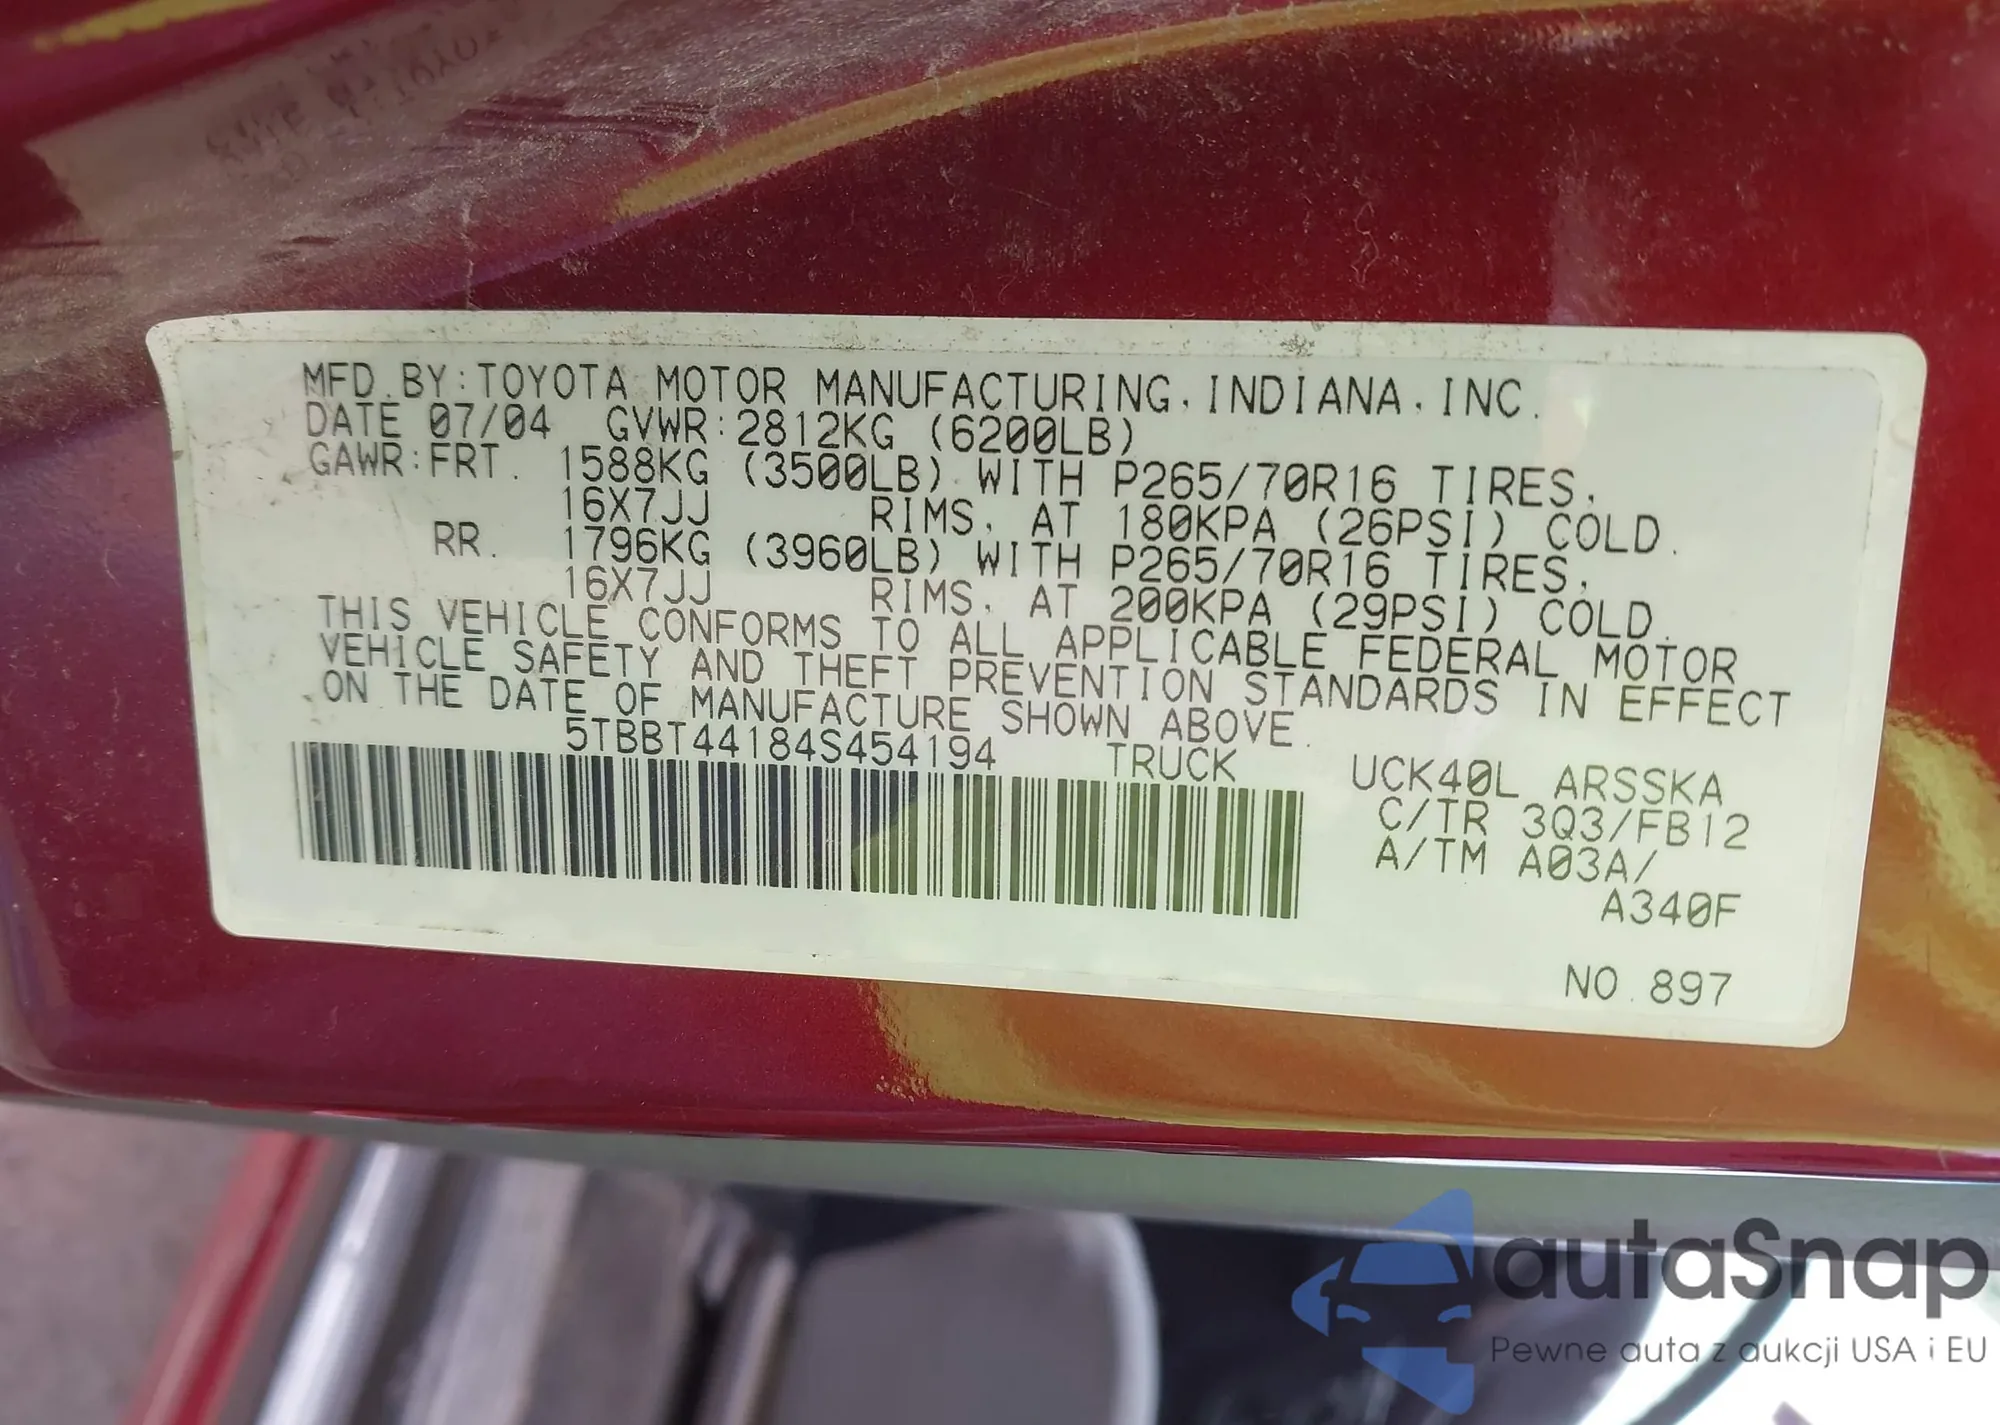 MFD.BY:TOYOTA MOTOR MANUFACTURING,INDIANA,INC.
DATE 07/04 GVWR:2812KG (6200LB)
GAWR:FRT. 1588KG (3500LB) WITH P265/70R16 TIRES,
16X7JJ RIMS, AT 180KPA (26PSI) COLD.
RR. 1796KG (3960LB) WITH P265/70R16 TIRES,
16X7JJ RIMS, AT 200KPA (29PSI) COLD.
THIS VEHICLE CONFORMS TO ALL APPLICABLE FEDERAL MOTOR
VEHICLE SAFETY AND THEFT PREVENTION STANDARDS IN EFFECT
ON THE DATE OF MANUFACTURE SHOWN ABOVE.
5TBBT44184S454194 TRUCK
UCK40L ARSSKA
C/TR 3Q3/FB12
A/TM A03A/
A340F
NO.897
autaSnap
Pewne auta z aukcji USA i EU